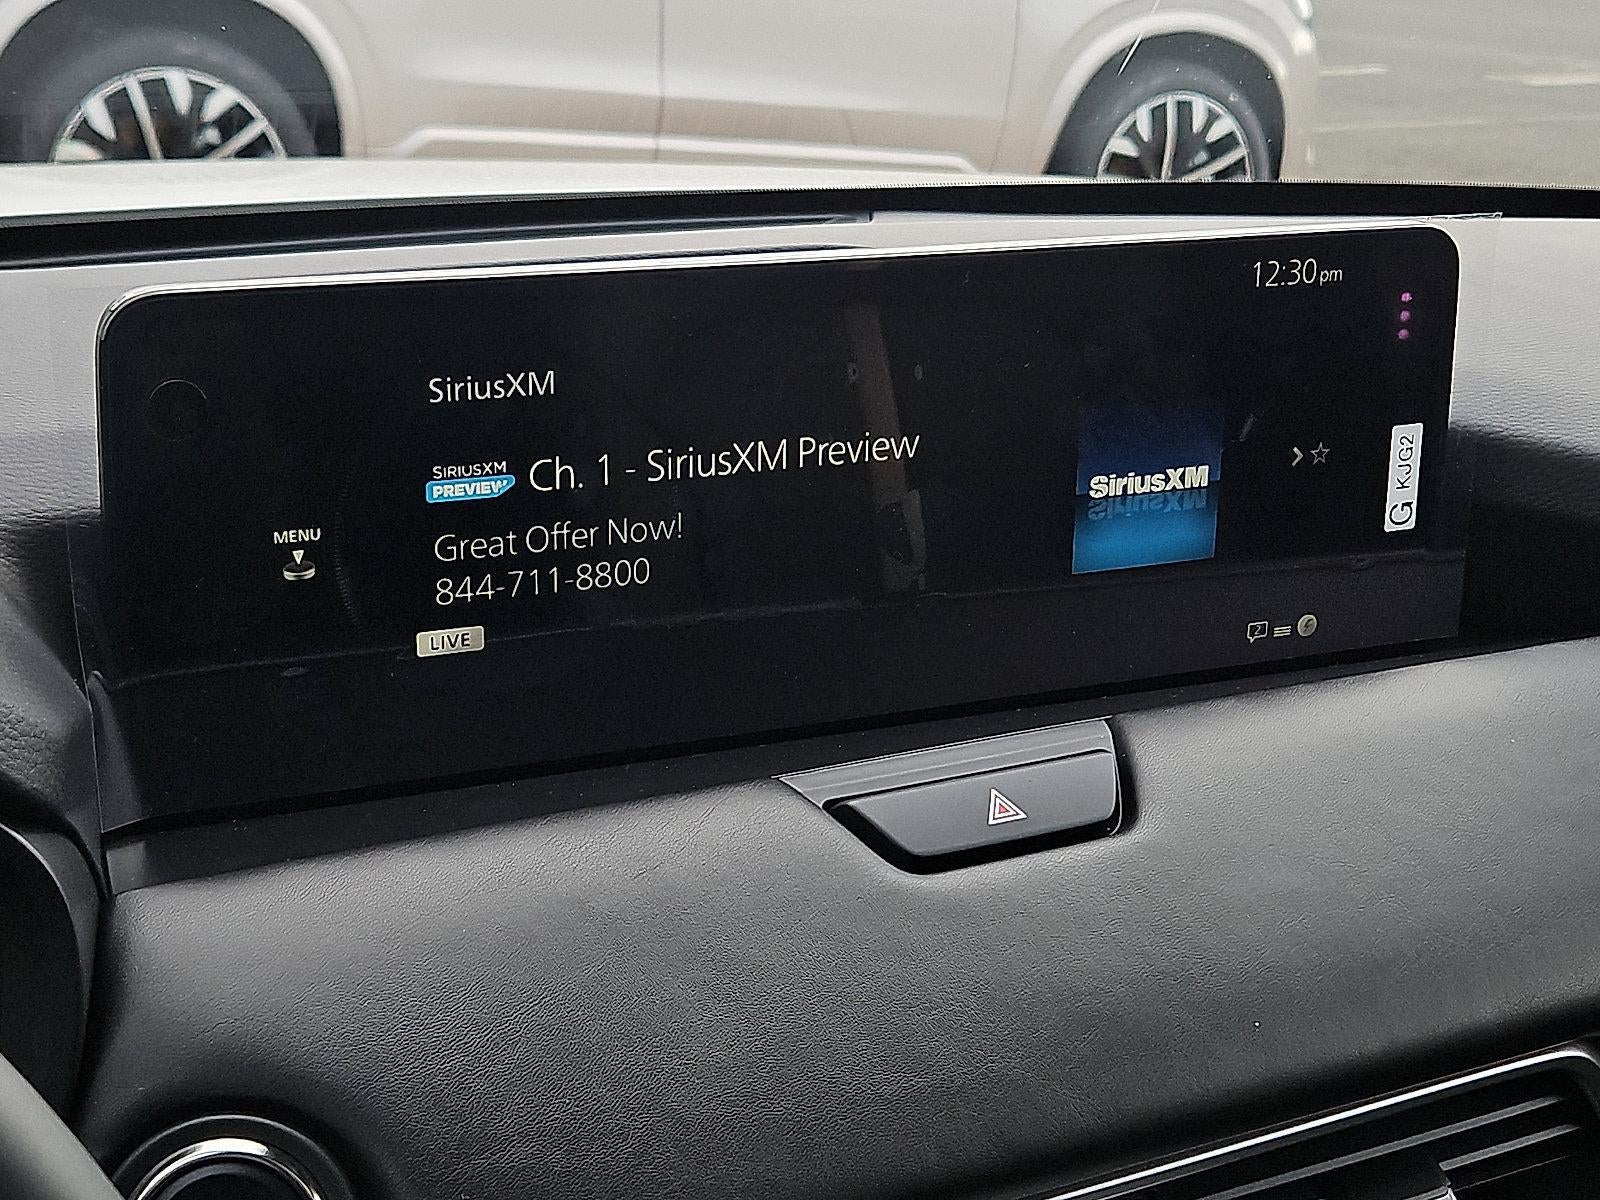 12:30pm
SiriusXM
SIRIUSXM
PREVIEW
Ch. 1 - SiriusXM Preview
SiriusXM
G KJG2
MENU
Great Offer Now!
844-711-8800
LIVE
2